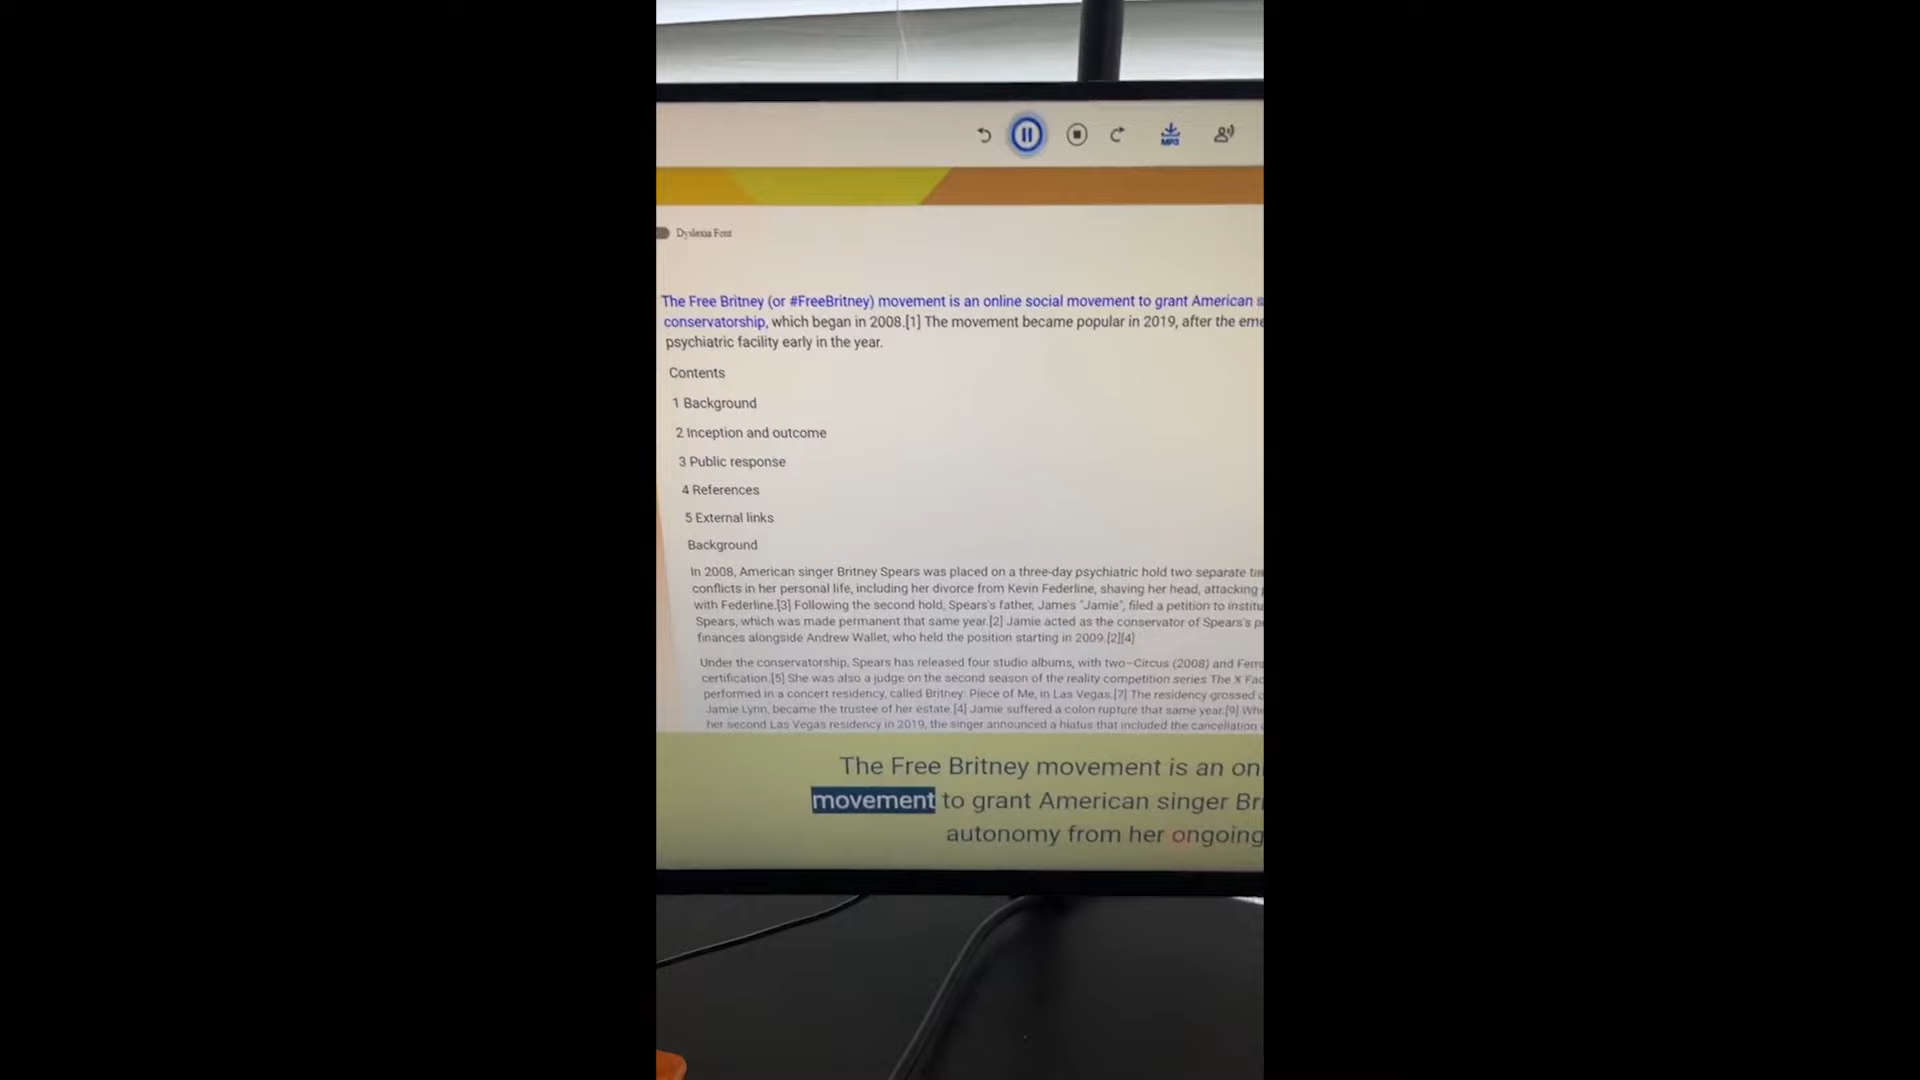 MP3
Dyslexia Font
The Free Britney (or #FreeBritney) movement is an online social movement to grant American
conservatorship, which began in 2008.[1] The movement became popular in 2019, after the eme
psychiatric facility early in the year.
Contents
1 Background
2 Inception and outcome
3 Public response
4 References
5 External links
Background
In 2008, American singer Britney Spears was placed on a three-day psychiatric hold two separate
conflicts in her personal life, including her divorce from Kevin Federline, shaving her head, attacking
with Federline.[3] Following the second hold, Spears's father, James "Jamie", filed a petition to institu
Spears, which was made permanent that same year.[2] Jamie acted as the conservator of Spears's
finances alongside Andrew Wallet, who held the position starting in 2009.[2][4]
Under the conservatorship, Spears has released four studio albums, with two—Circus (2008) and Fem
certification.[5] She was also a judge on the second season of the reality competition series The X Fac
performed in a concert residency, called Britney: Piece of Me, in Las Vegas.[7] The residency grossed
Jamie Lynn, became the trustee of her estate.[4] Jamie suffered a colon rupture that same year.[9] Whe
her second Las Vegas residency in 2019, the singer announced a hiatus that included the cancellation
The Free Britney movement is an onl
movement to grant American singer Bri
autonomy from her ongoing